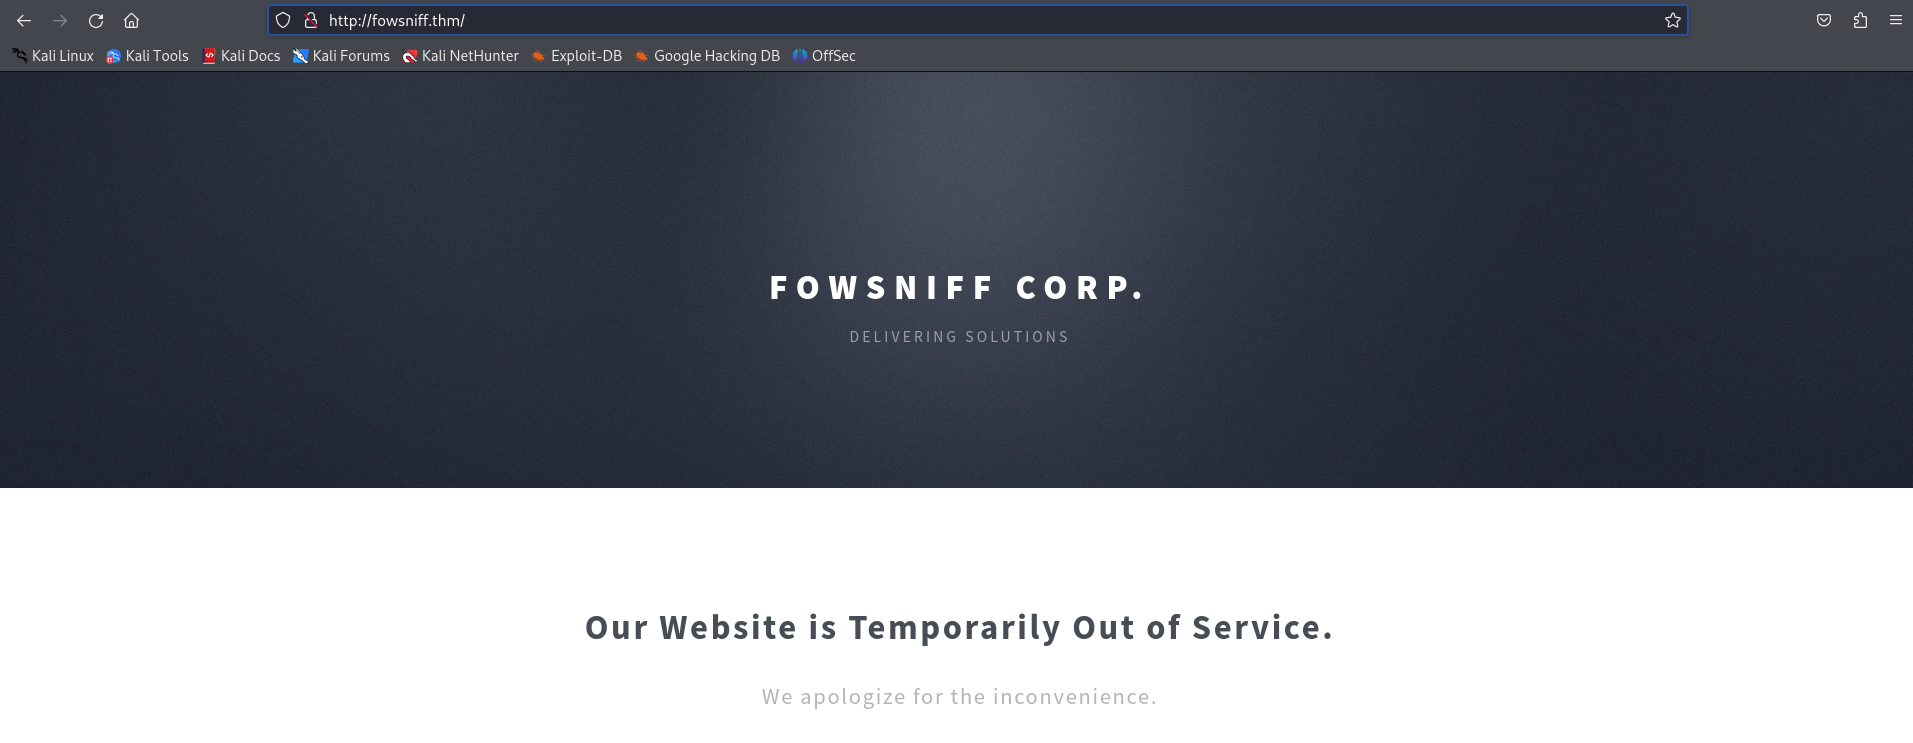 http://fowsniff.thm/
Kali Linux Kali Tools Kali Docs Kali Forums Kali NetHunter Exploit-DB Google Hacking DB OffSec
FOWSNIFF CORP.
DELIVERING SOLUTIONS
Our Website is Temporarily Out of Service.
We apologize for the inconvenience.